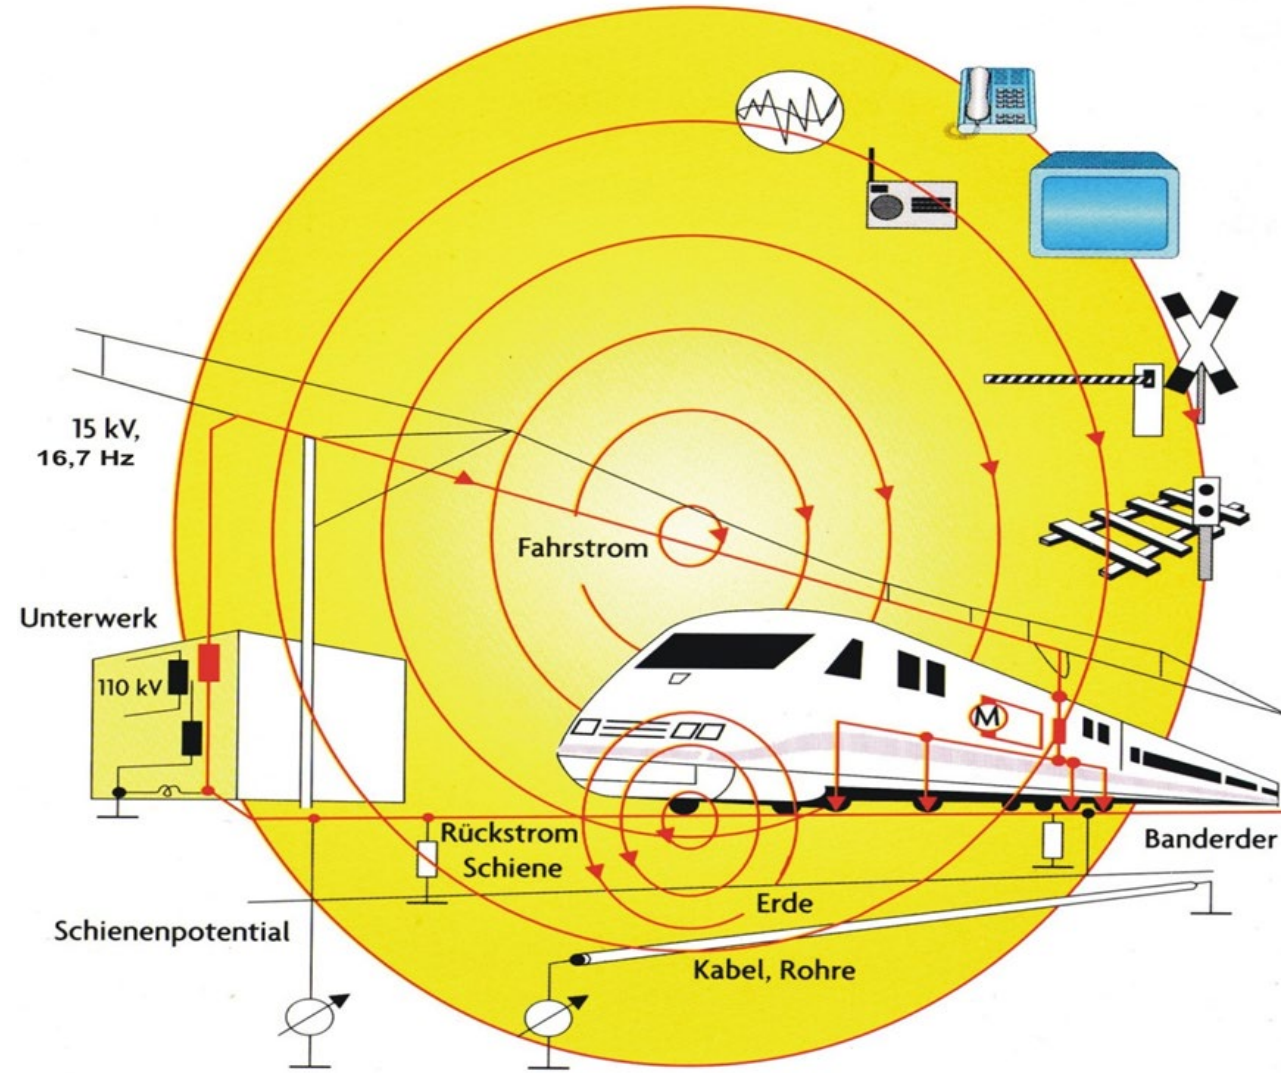 15 kV,
16,7 Hz
Fahrstrom
Unterwerk
110 kV
M
Rückstrom
Schiene
Banderder
Erde
Schienenpotential
Kabel, Rohre